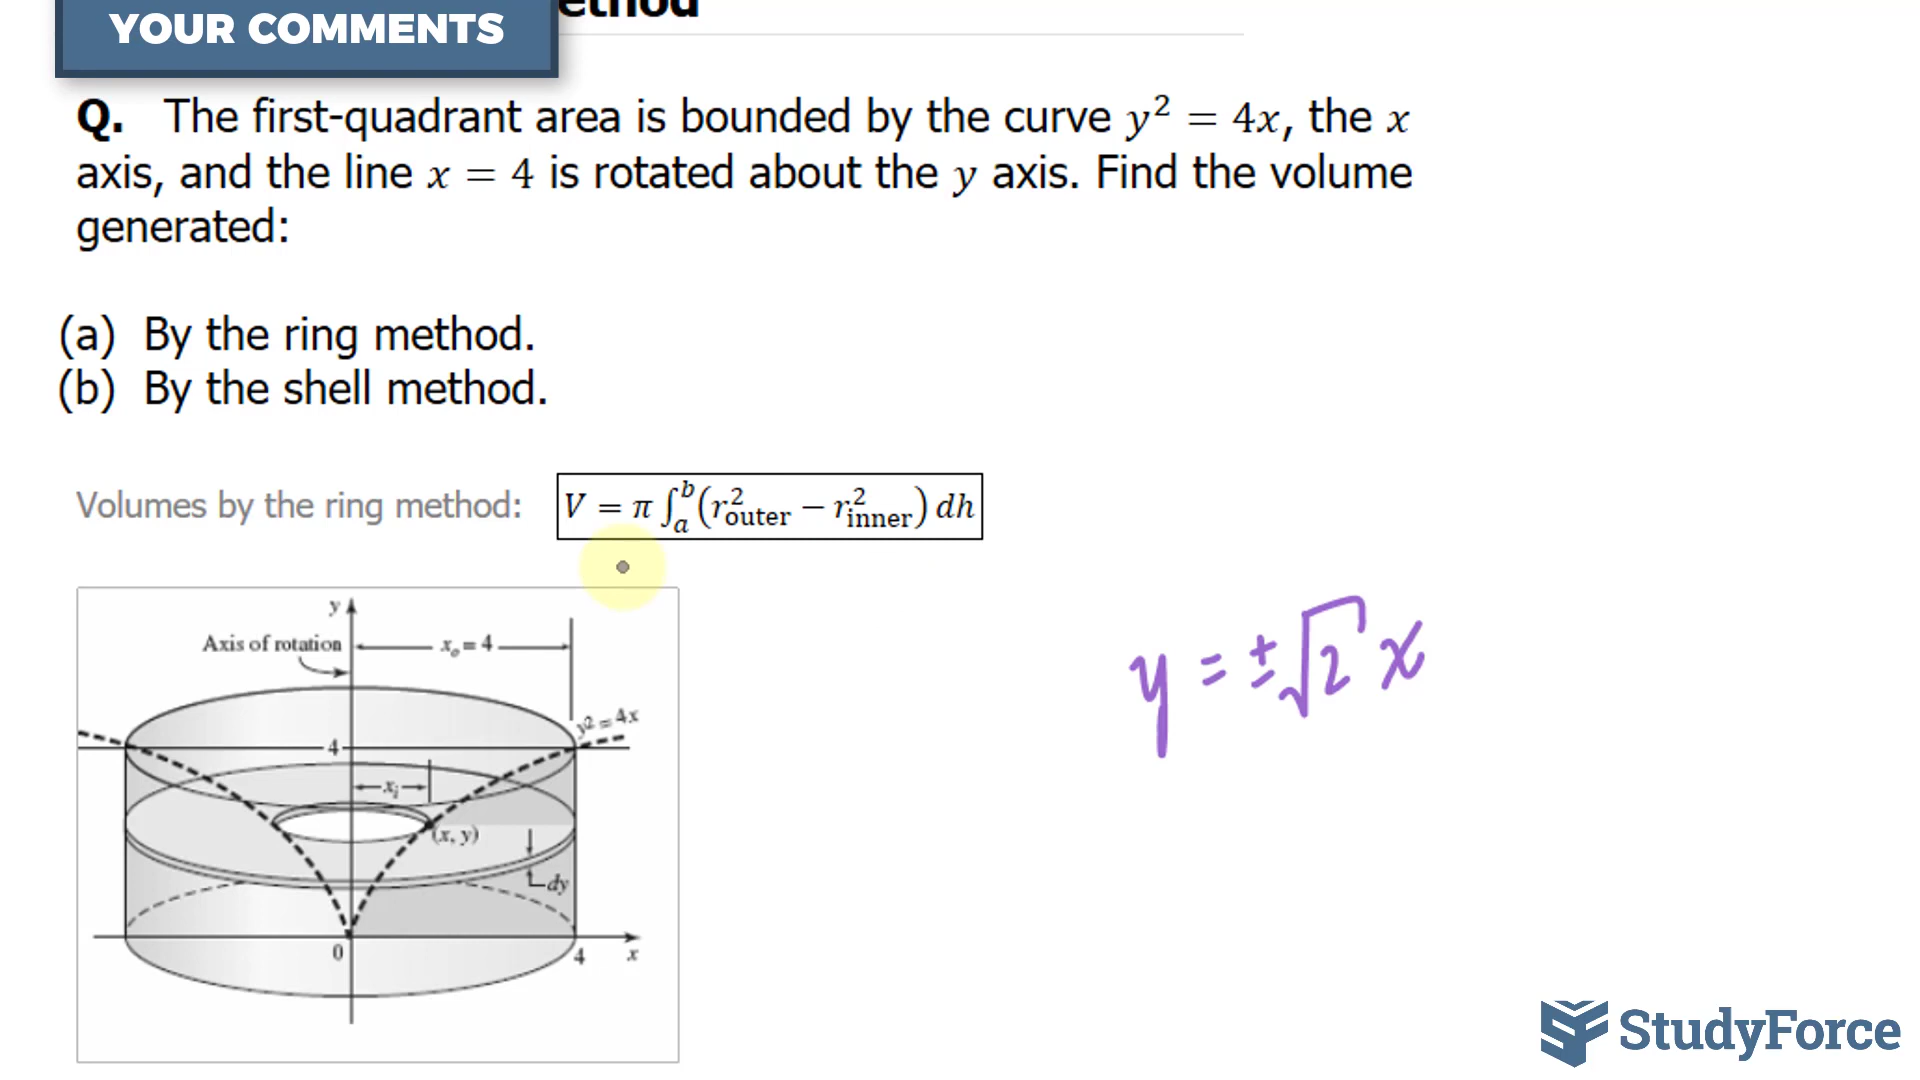 ethod
YOUR COMMENTS
Q. The first-quadrant area is bounded by the curve y² = 4x, the x
axis, and the line x = 4 is rotated about the y axis. Find the volume
generated:
(a) By the ring method.
(b) By the shell method.
Volumes by the ring method: V = π ∫ₐᵇ (r²outer − r²inner) dh
y
Axis of rotation
xₒ = 4
y² = 4x
4
xᵢ
(x, y)
dy
0
4
x
y = ±√2 x
StudyForce